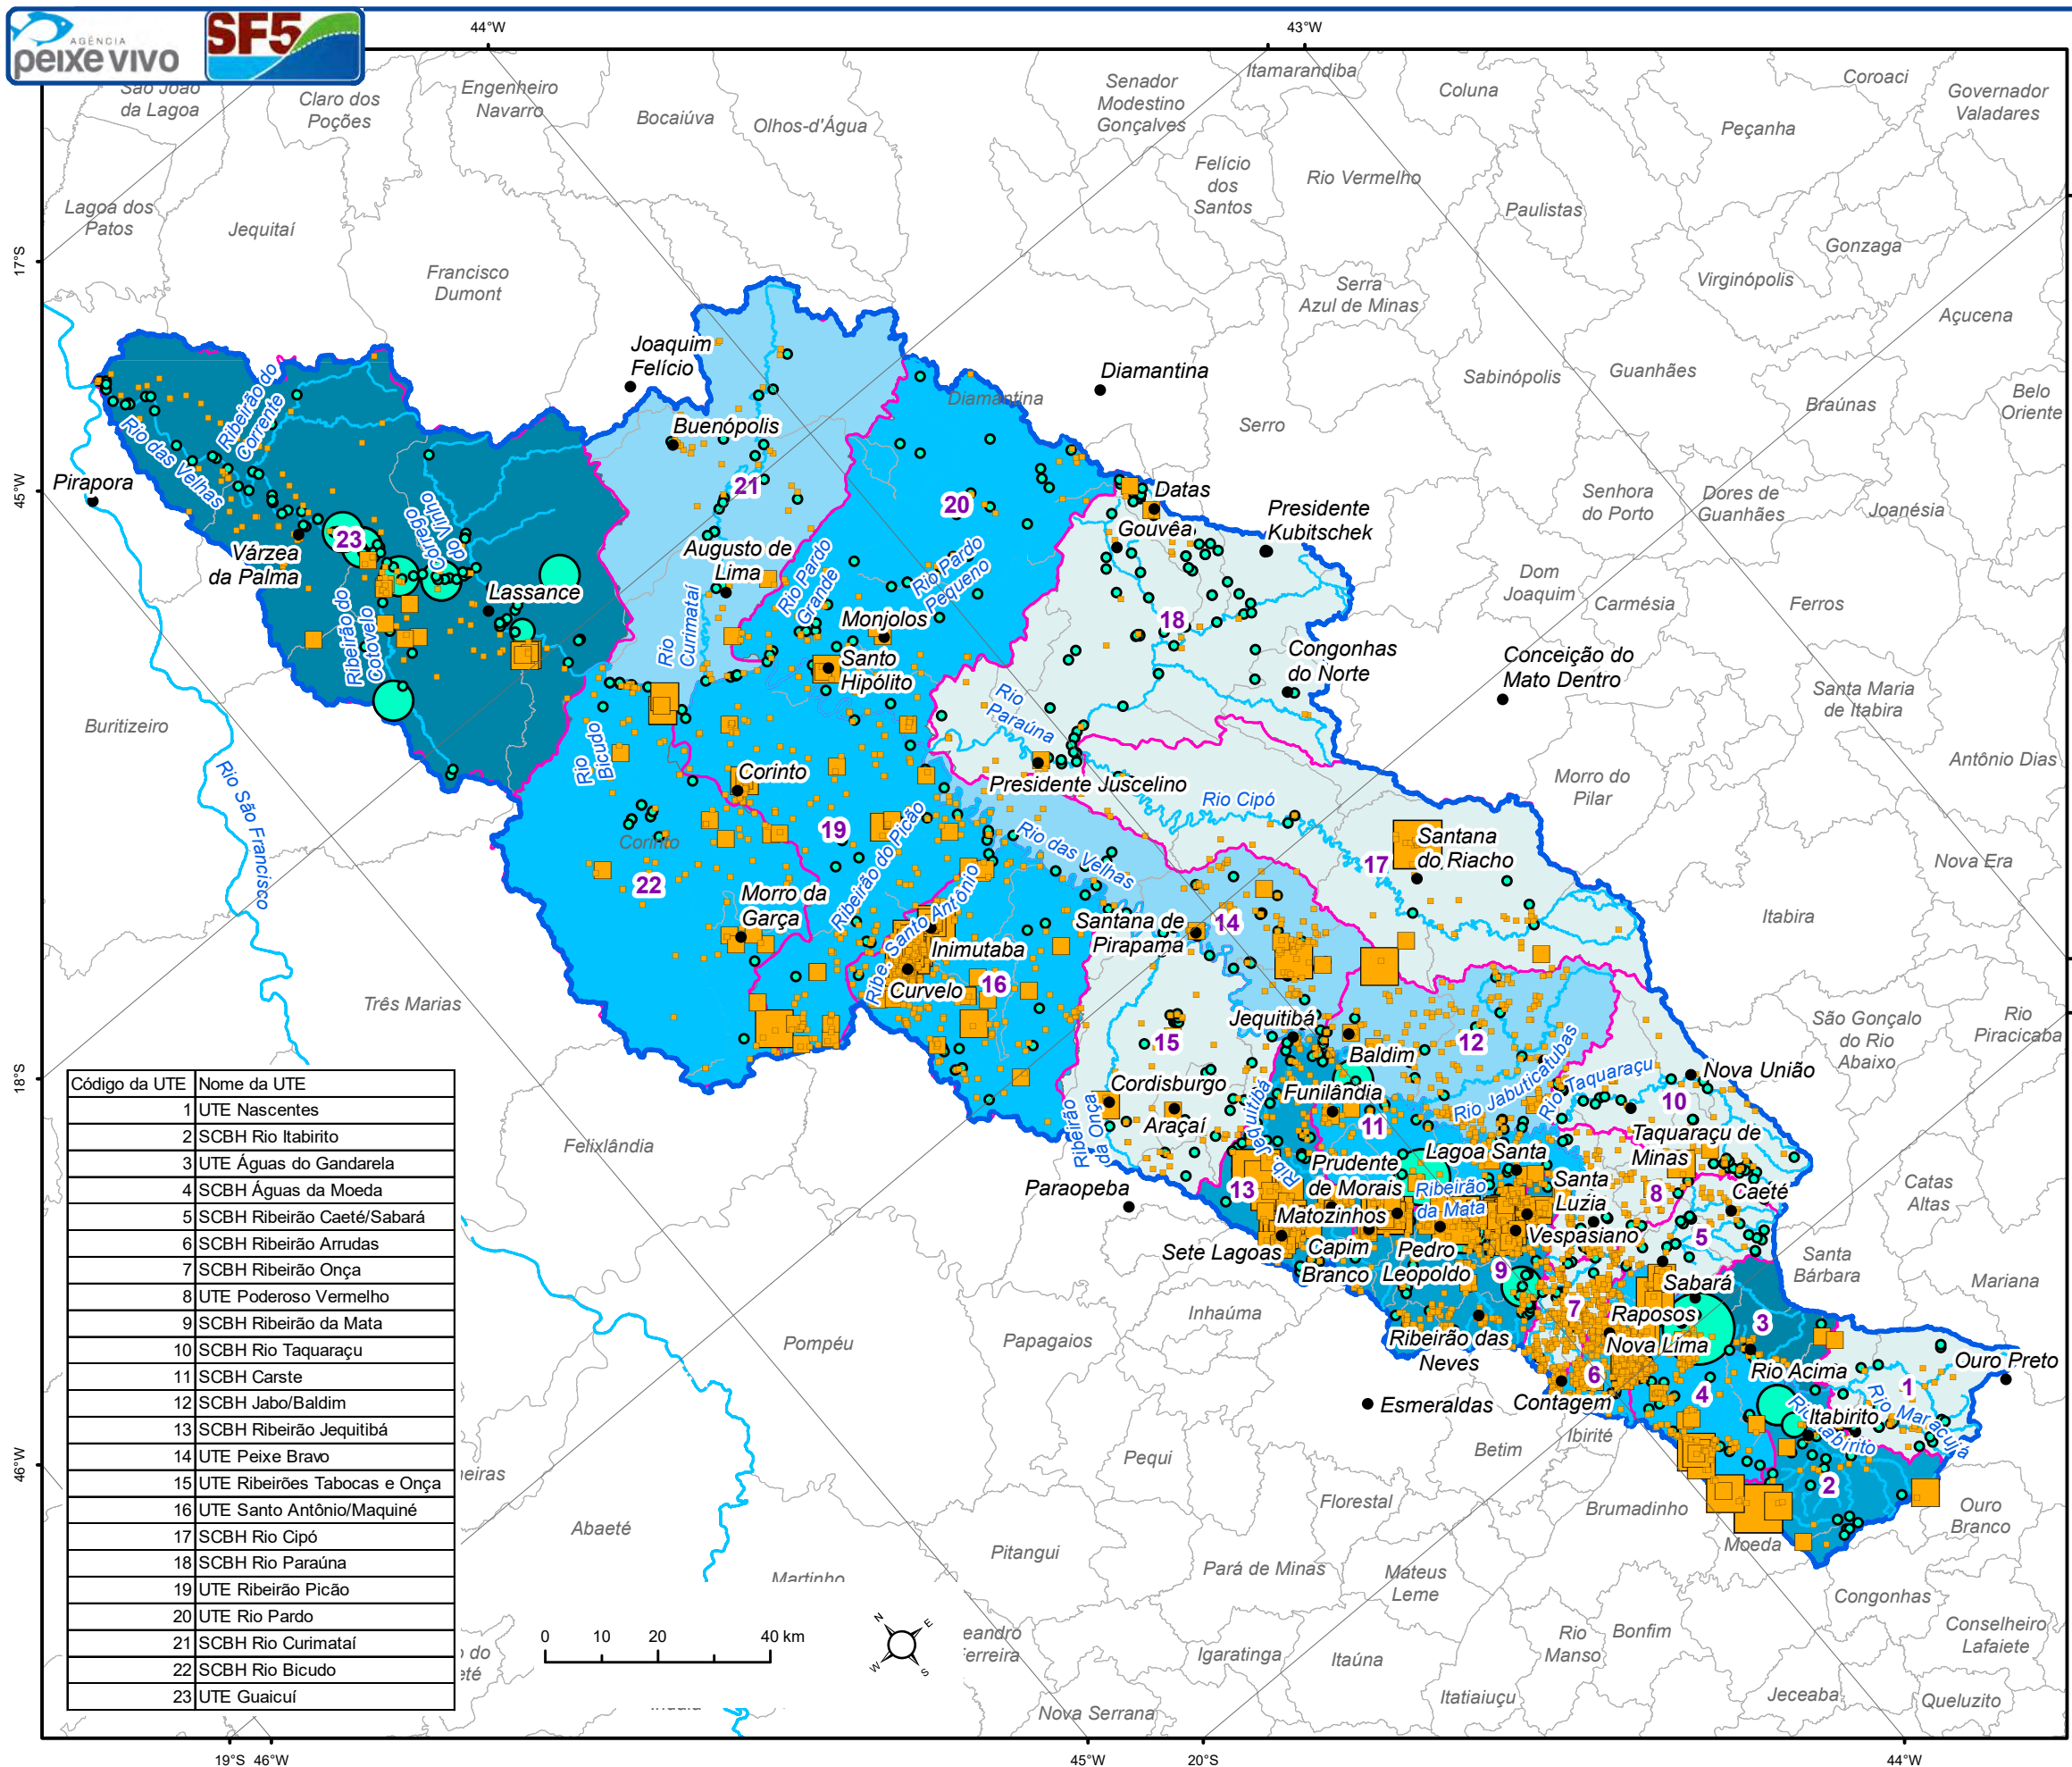 AGÊNCIA
peixe vivo
SF5
44°W
43°W
17°S
45°W
18°S
46°W
19°S 46°W
45°W
20°S
44°W
São João
da Lagoa
Claro dos
Poções
Engenheiro
Navarro
Bocaiúva
Olhos-d'Água
Senador
Modestino
Gonçalves
Itamarandiba
Coluna
Coroaci
Governador
Valadares
Peçanha
Felício
dos
Santos
Rio Vermelho
Paulistas
Gonzaga
Virginópolis
Lagoa dos
Patos
Jequitaí
Francisco
Dumont
Serra
Azul de Minas
Açucena
Joaquim
Felício
Diamantina
Diamantina
Sabinópolis
Guanhães
Braúnas
Belo
Oriente
Serro
Buenópolis
Ribeirão do
Corrente
Rio das Velhas
Pirapora
21
20
Datas
Gouvêa
Presidente
Kubitschek
Senhora
do Porto
Dores de
Guanhães
Joanésia
23
Córrego
do Vinho
Várzea
da Palma
Lassance
Augusto de
Lima
Rio Pardo
Grande
Rio Pardo
Pequeno
Dom
Joaquim
Carmésia
Ferros
Ribeirão do
Cotovelo
Rio
Curimataí
Monjolos
Santo
Hipólito
18
Congonhas
do Norte
Conceição do
Mato Dentro
Santa Maria
de Itabira
Buritizeiro
Rio
Paraúna
Rio
Bicudo
Rio São Francisco
Corinto
Presidente Juscelino
Rio Cipó
Morro do
Pilar
Antônio Dias
Corinto
19
Ribeirão do Picão
Rio das Velhas
Santana
do Riacho
17
Nova Era
22
Morro da
Garça
Ribe. Santo Antônio
Inimutaba
Santana de
Pirapama
14
Itabira
Curvelo
16
Três Marias
Jequitibá
15
Baldim
12
São Gonçalo
do Rio
Abaixo
Rio
Piracicaba
Cordisburgo
Funilândia
Rio Jabuticatubas
Rio Taquaraçu
Nova União
10
Araçaí
Ribeirão
da Onça
Rib. Jequitibá
11
Taquaraçu de
Minas
Felixlândia
Paraopeba
13
Prudente
de Morais
Lagoa Santa
Ribeirão
da Mata
Santa
Luzia
8
Caeté
Catas
Altas
Matozinhos
Sete Lagoas
Capim
Branco
Pedro
Leopoldo
Vespasiano
5
9
Santa
Bárbara
Mariana
Sabará
Inhaúma
7
Raposos
3
Pompéu
Papagaios
Ribeirão das
Neves
Nova Lima
Rio Acima
Ouro Preto
6
4
1
Rio Maracujá
Esmeraldas
Contagem
Itabirito
Rio Itabirito
Ibirité
Betim
Pequi
2
Florestal
Brumadinho
Ouro
Branco
Abaeté
Moeda
Pitangui
Pará de Minas
Mateus
Leme
Congonhas
Martinho
Conselheiro
Lafaiete
Rio
Manso
Bonfim
Igaratinga
Itaúna
Itatiaiuçu
Jeceaba
Queluzito
Nova Serrana
Código da UTE Nome da UTE
1 UTE Nascentes
2 SCBH Rio Itabirito
3 UTE Águas do Gandarela
4 SCBH Águas da Moeda
5 SCBH Ribeirão Caeté/Sabará
6 SCBH Ribeirão Arrudas
7 SCBH Ribeirão Onça
8 UTE Poderoso Vermelho
9 SCBH Ribeirão da Mata
10 SCBH Rio Taquaraçu
11 SCBH Carste
12 SCBH Jabo/Baldim
13 SCBH Ribeirão Jequitibá
14 UTE Peixe Bravo
15 UTE Ribeirões Tabocas e Onça
16 UTE Santo Antônio/Maquiné
17 SCBH Rio Cipó
18 SCBH Rio Paraúna
19 UTE Ribeirão Picão
20 UTE Rio Pardo
21 SCBH Rio Curimataí
22 SCBH Rio Bicudo
23 UTE Guaicuí
0 10 20 40 km
N
E
W
S